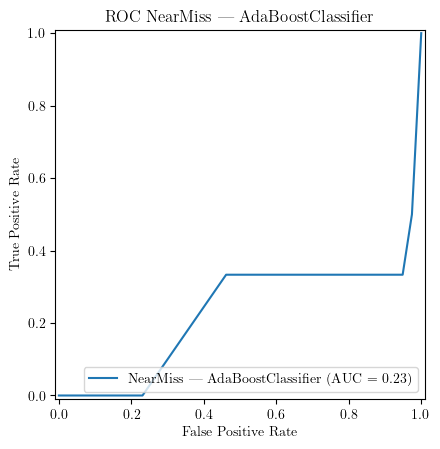 ROC NearMiss — AdaBoostClassifier
1.0
0.8
0.6
0.4
0.2
0.0
True Positive Rate
NearMiss — AdaBoostClassifier (AUC = 0.23)
0.0 0.2 0.4 0.6 0.8 1.0
False Positive Rate